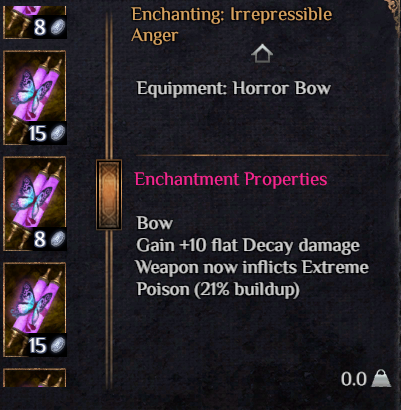 Enchanting: Irrepressible
Anger
8
Equipment: Horror Bow
15
Enchantment Properties
Bow
8
Gain +10 flat Decay damage
Weapon now inflicts Extreme
Poison (21% buildup)
15
0.0